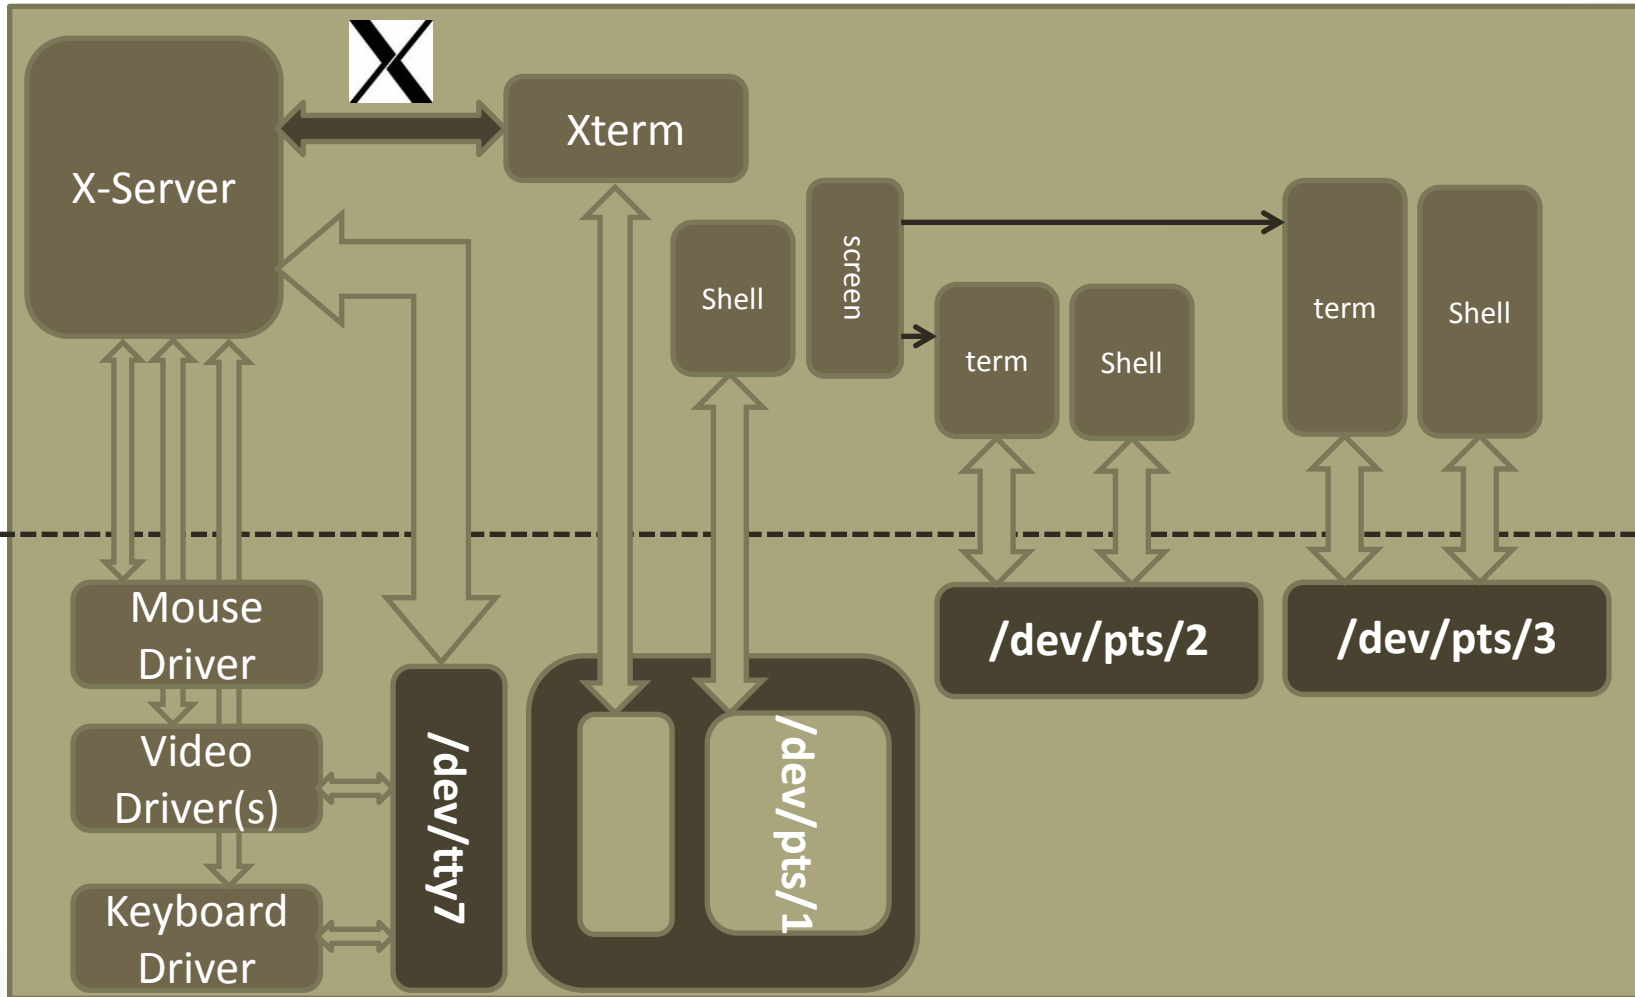 X
X-Server
Xterm
Shell
screen
term
Shell
term
Shell
Mouse
Driver
Video
Driver(s)
Keyboard
Driver
/dev/tty7
/dev/pts/1
/dev/pts/2
/dev/pts/3